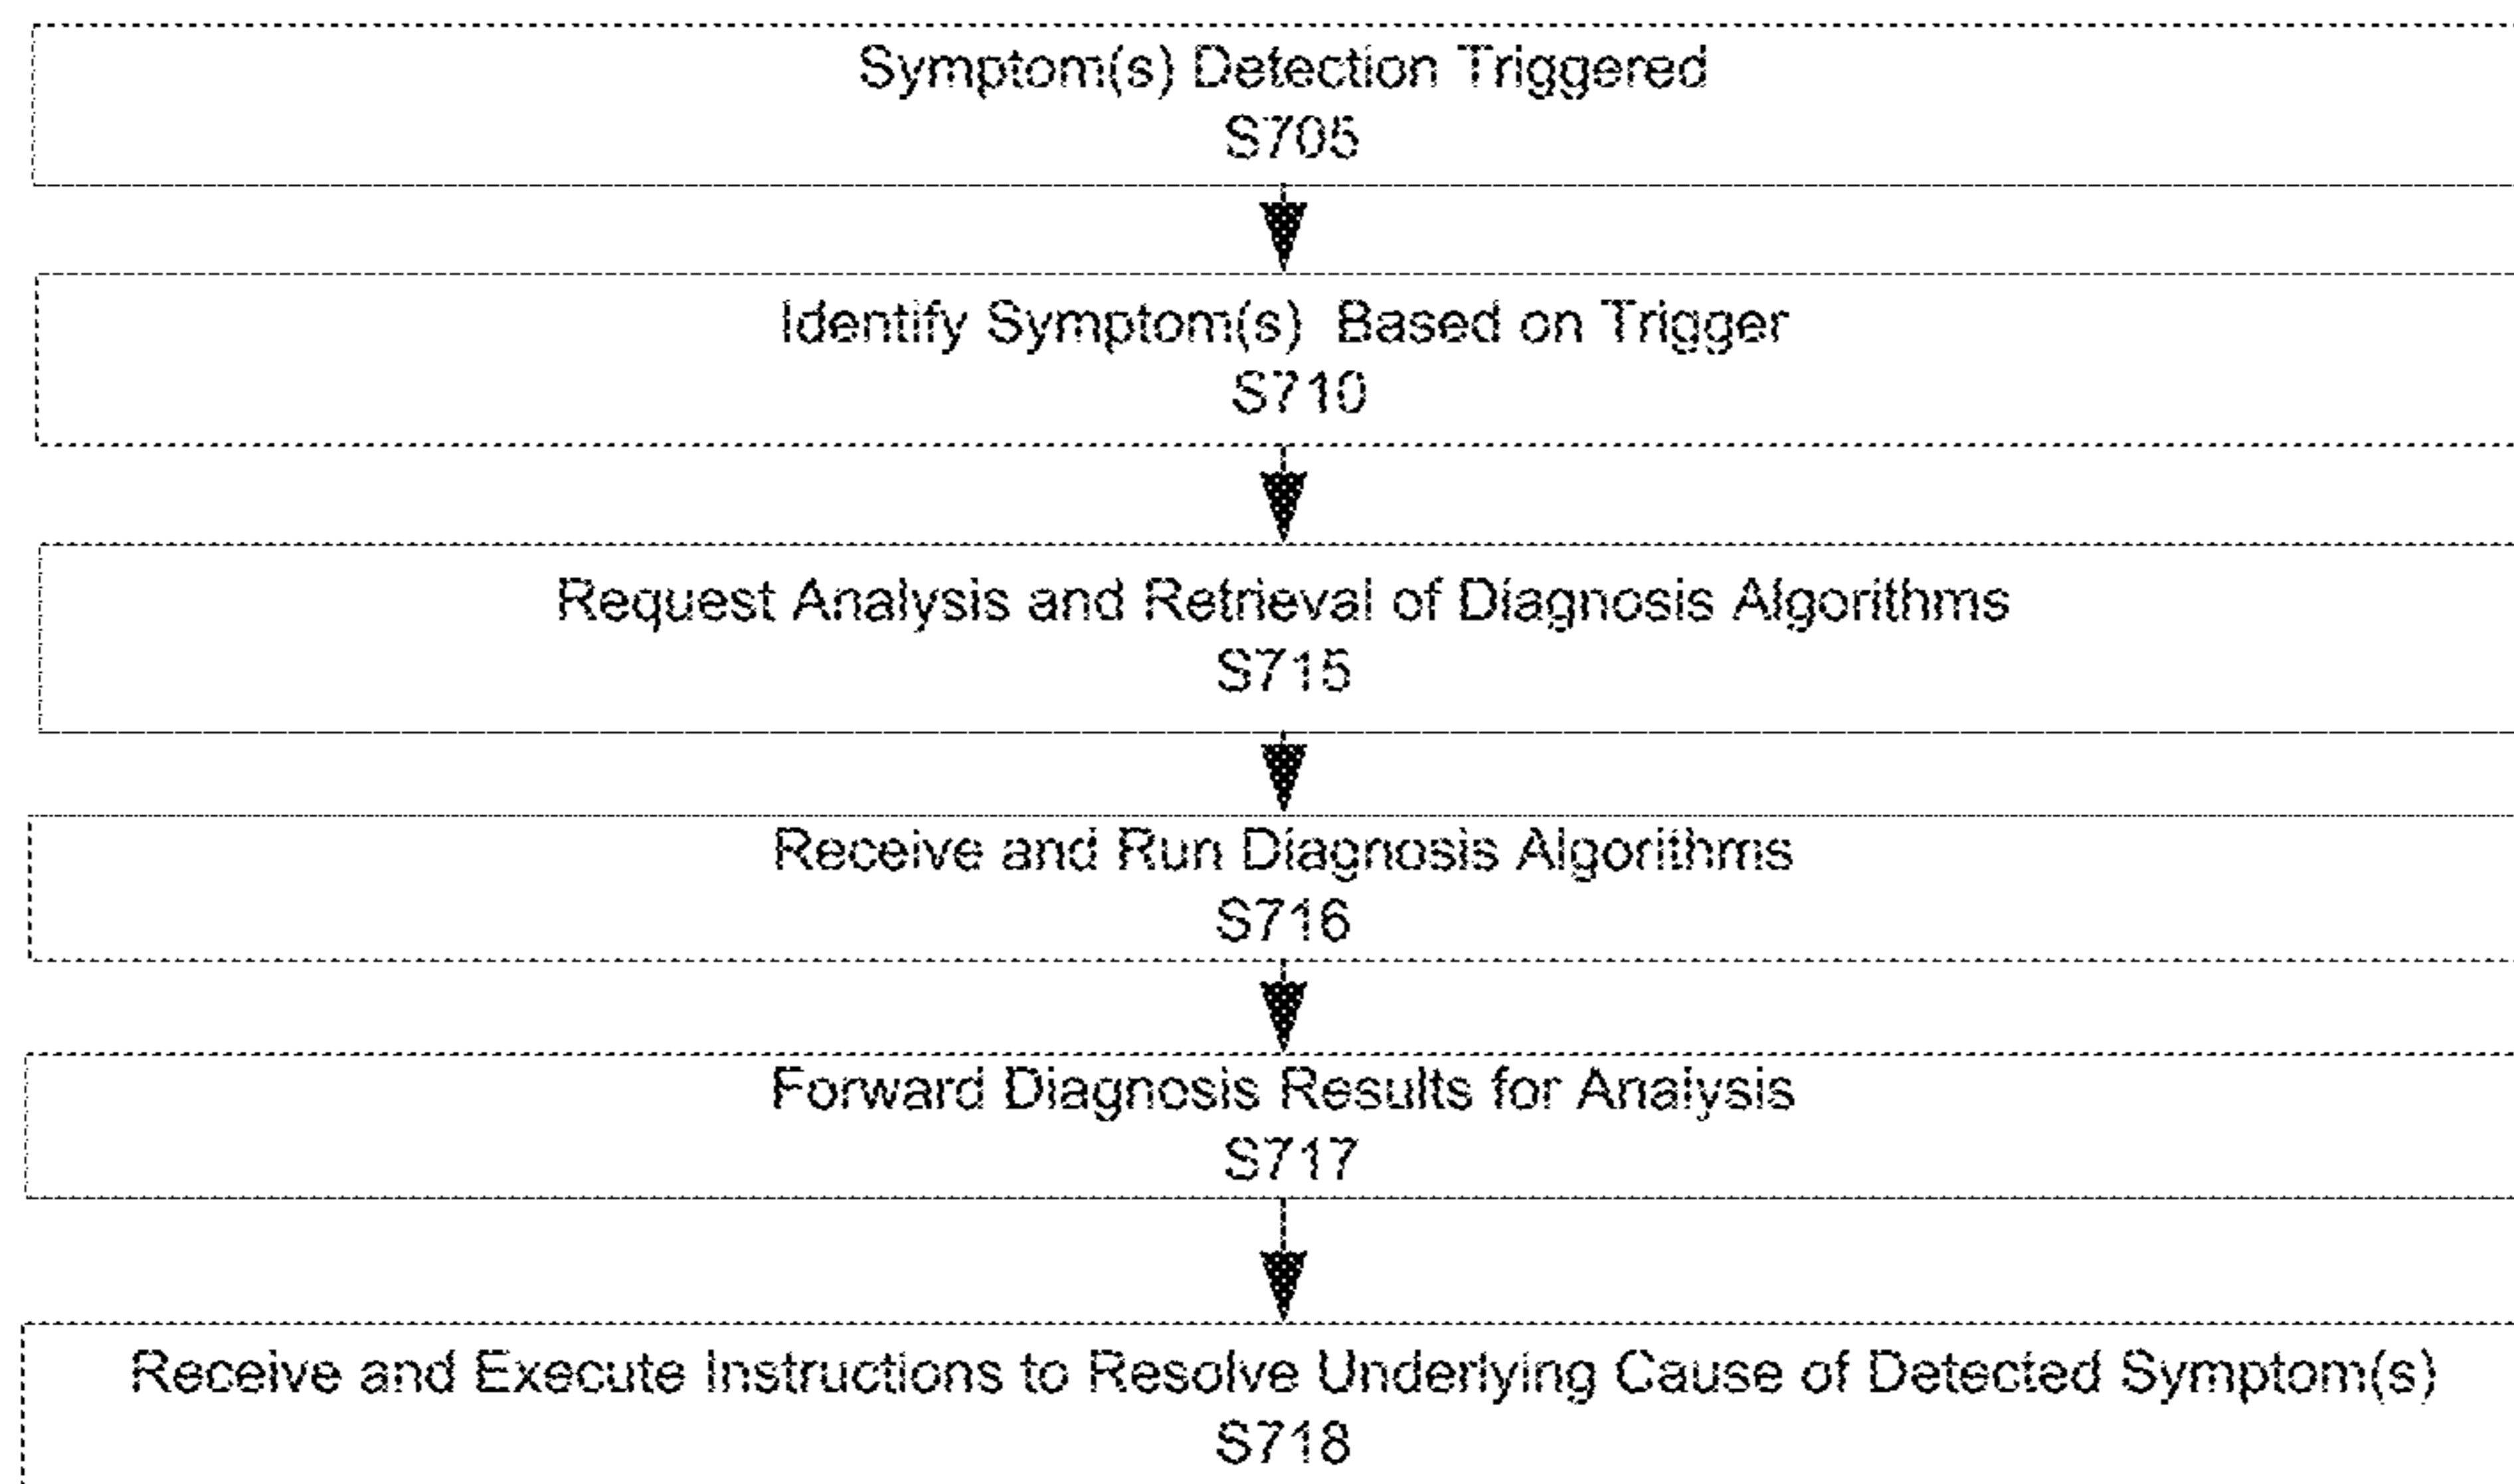 Symptom(s) Detection Triggered
S705
Identify Symptom(s) Based on Trigger
S710
Request Analysis and Retrieval of Diagnosis Algorithms
S715
Receive and Run Diagnosis Algorithms
S716
Forward Diagnosis Results for Analysis
S717
Receive and Execute Instructions to Resolve Underlying Cause of Detected Symptom(s)
S718